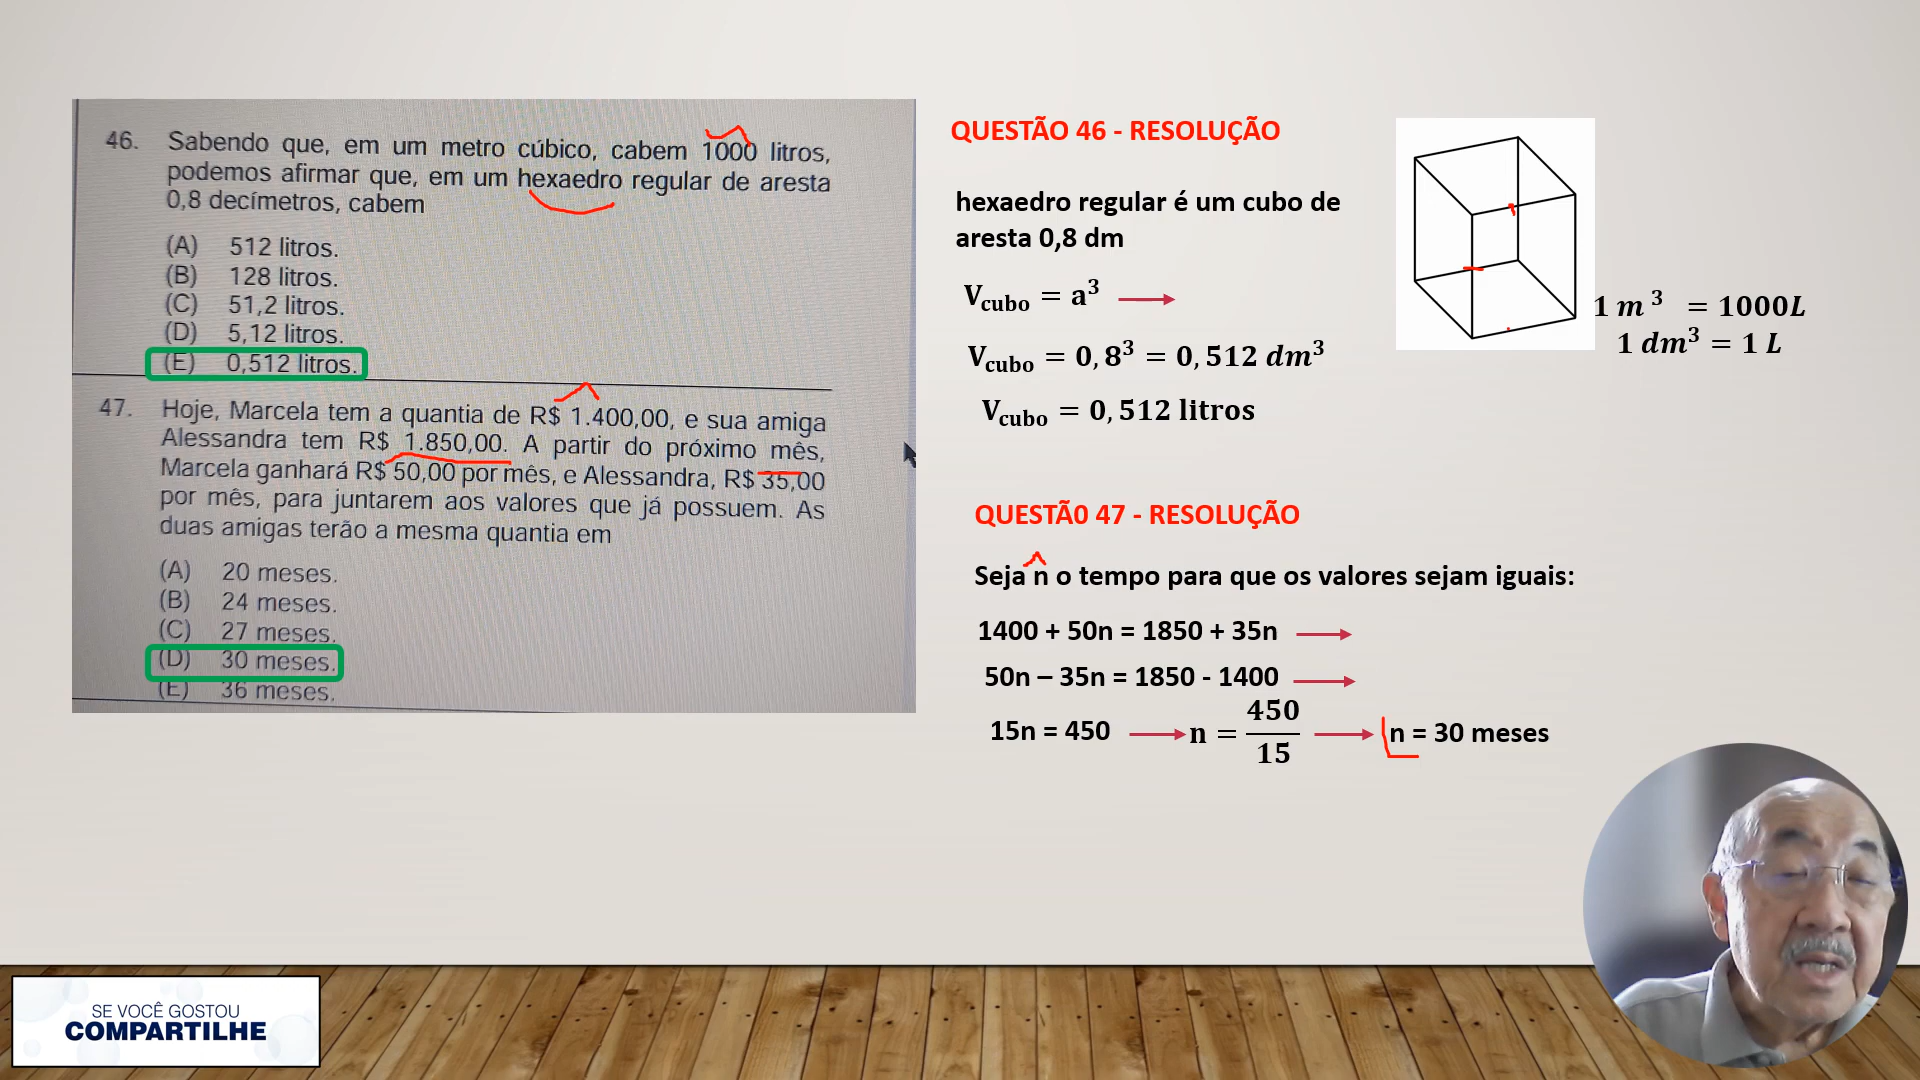 46. Sabendo que, em um metro cúbico, cabem 1000 litros,
podemos afirmar que, em um hexaedro regular de aresta
0,8 decímetros, cabem
(A) 512 litros.
(B) 128 litros.
(C) 51,2 litros.
(D) 5,12 litros.
(E) 0,512 litros.
47. Hoje, Marcela tem a quantia de R$ 1.400,00, e sua amiga
Alessandra tem R$ 1.850,00. A partir do próximo mês,
Marcela ganhará R$ 50,00 por mês, e Alessandra, R$ 35,00
por mês, para juntarem aos valores que já possuem. As
duas amigas terão a mesma quantia em
(A) 20 meses.
(B) 24 meses.
(C) 27 meses.
(D) 30 meses.
(E) 36 meses.
QUESTÃO 46 - RESOLUÇÃO
hexaedro regular é um cubo de
aresta 0,8 dm
V_cubo = a³
V_cubo = 0,8³ = 0,512 dm³
V_cubo = 0,512 litros
1 m³ = 1000L
1 dm³ = 1 L
QUESTÃ0 47 - RESOLUÇÃO
Seja n o tempo para que os valores sejam iguais:
1400 + 50n = 1850 + 35n
50n – 35n = 1850 - 1400
15n = 450 n = 450/15 n = 30 meses
SE VOCÊ GOSTOU
COMPARTILHE